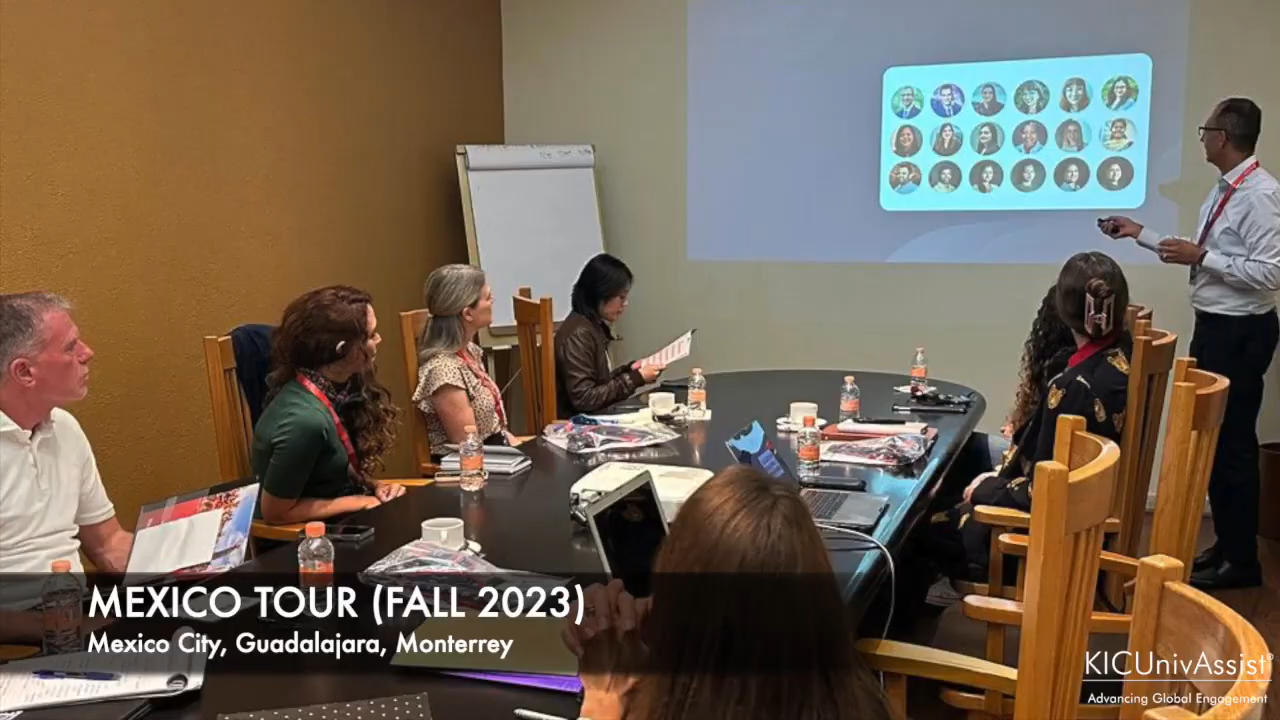 MEXICO TOUR (FALL 2023)
Mexico City, Guadalajara, Monterrey
KICUnivAssist®
Advancing Global Engagement